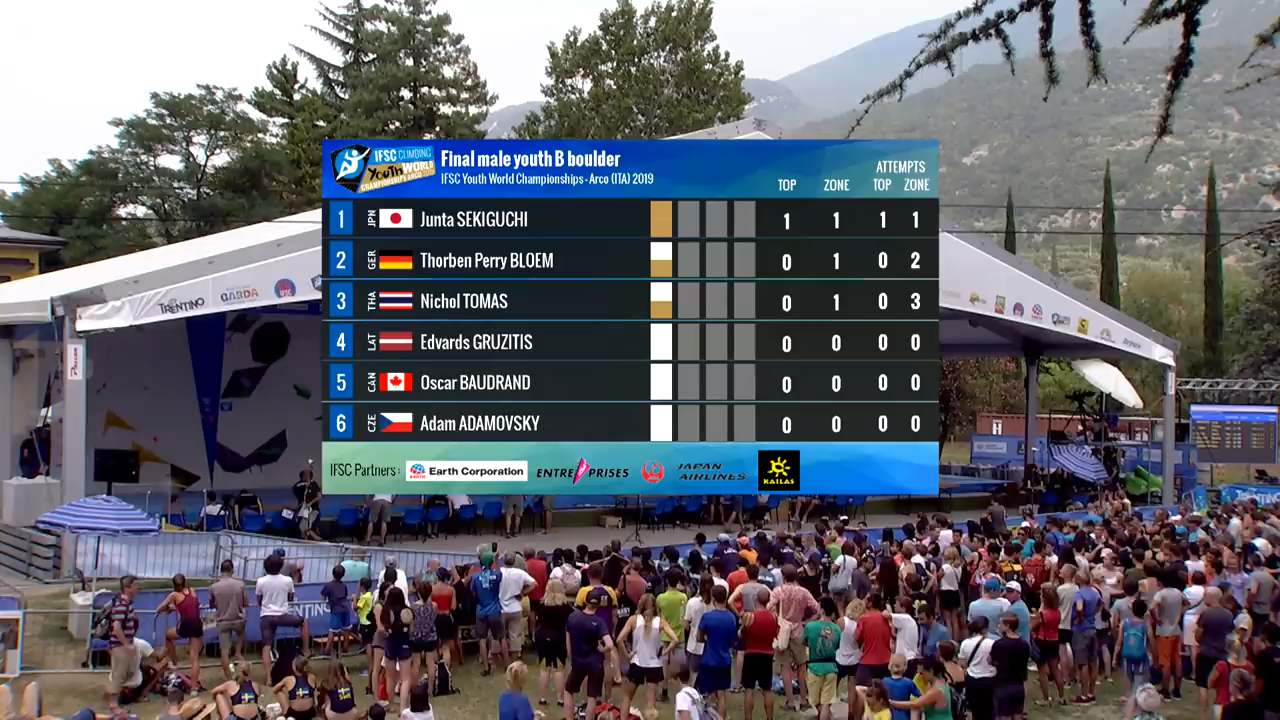 IFSC CLIMBING
YOUTH WORLD
CHAMPIONSHIPS ARCO 2019
Final male youth B boulder
IFSC Youth World Championships - Arco (ITA) 2019
ATTEMPTS
TOP ZONE TOP ZONE
1 JPN Junta SEKIGUCHI 1 1 1 1
2 GER Thorben Perry BLOEM 0 1 0 2
3 THA Nichol TOMAS 0 1 0 3
4 LAT Edvards GRUZITIS 0 0 0 0
5 CAN Oscar BAUDRAND 0 0 0 0
6 CZE Adam ADAMOVSKY 0 0 0 0
IFSC Partners: EARTH Earth Corporation ENTRE PRISES JAPAN AIRLINES KAILAS
TRENTINO GARDA